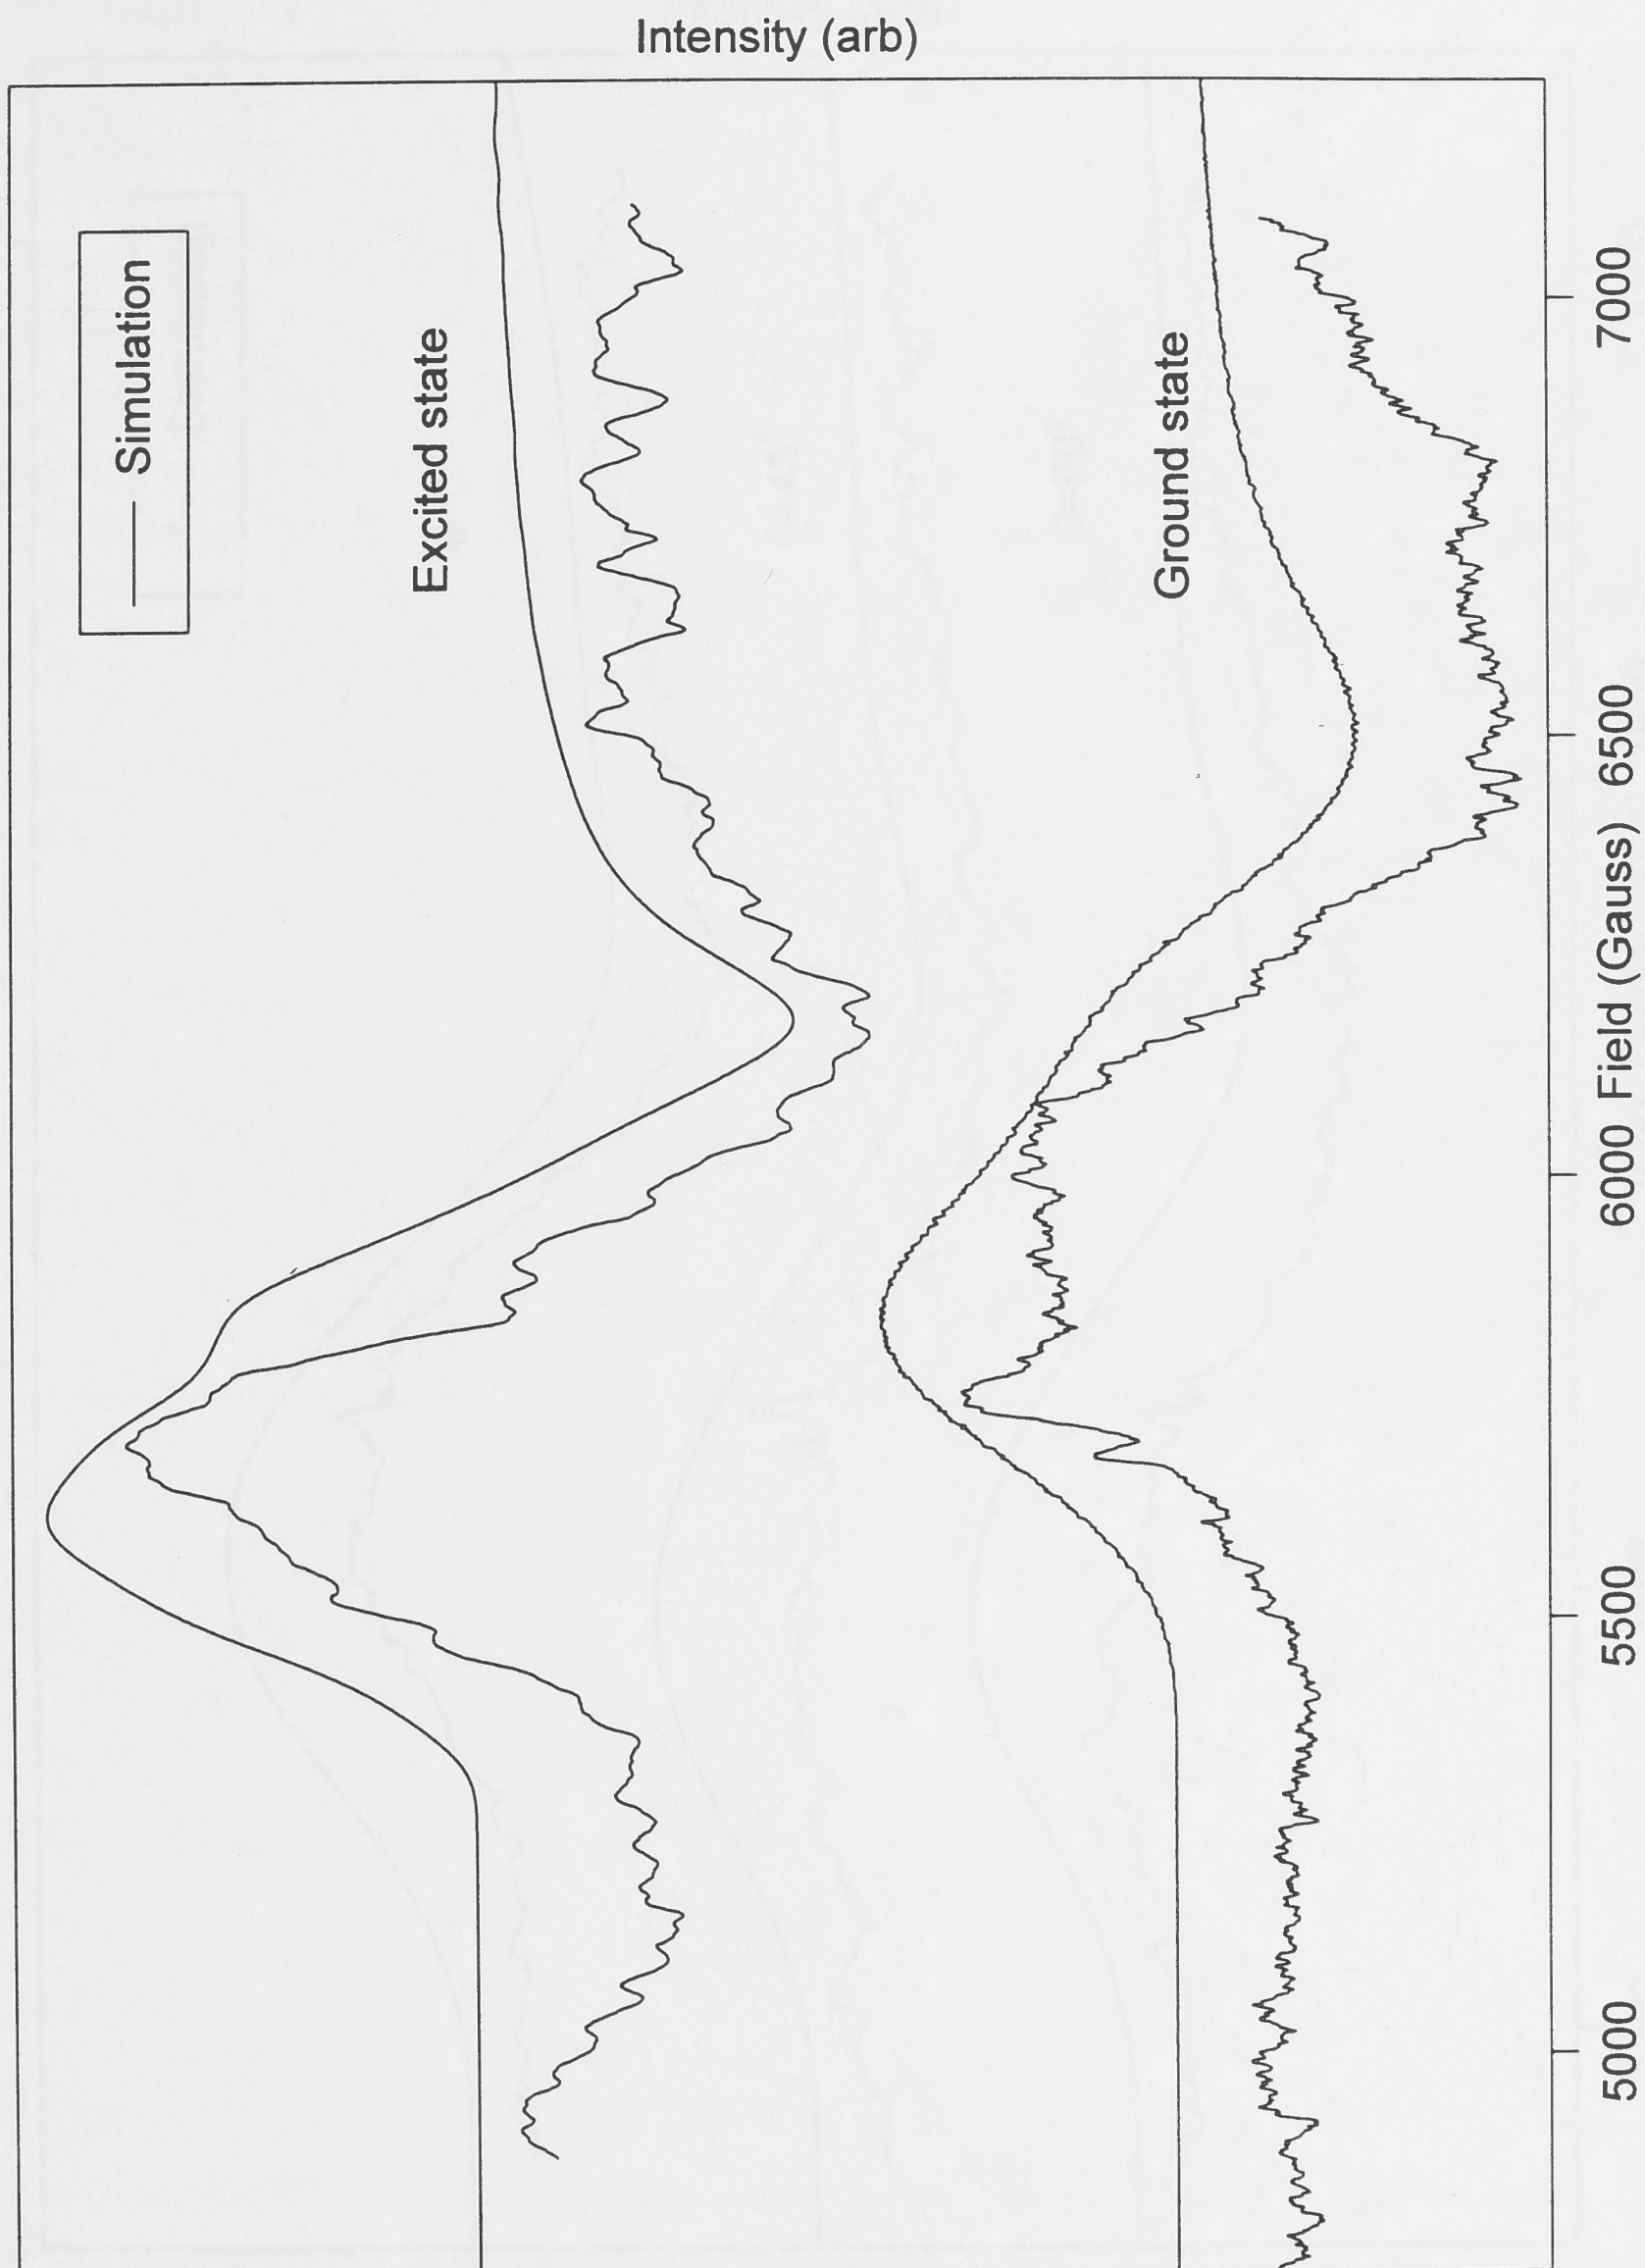 Intensity (arb)
Simulation
Excited state
Ground state
7000
6500
Field (Gauss)
6000
5500
5000